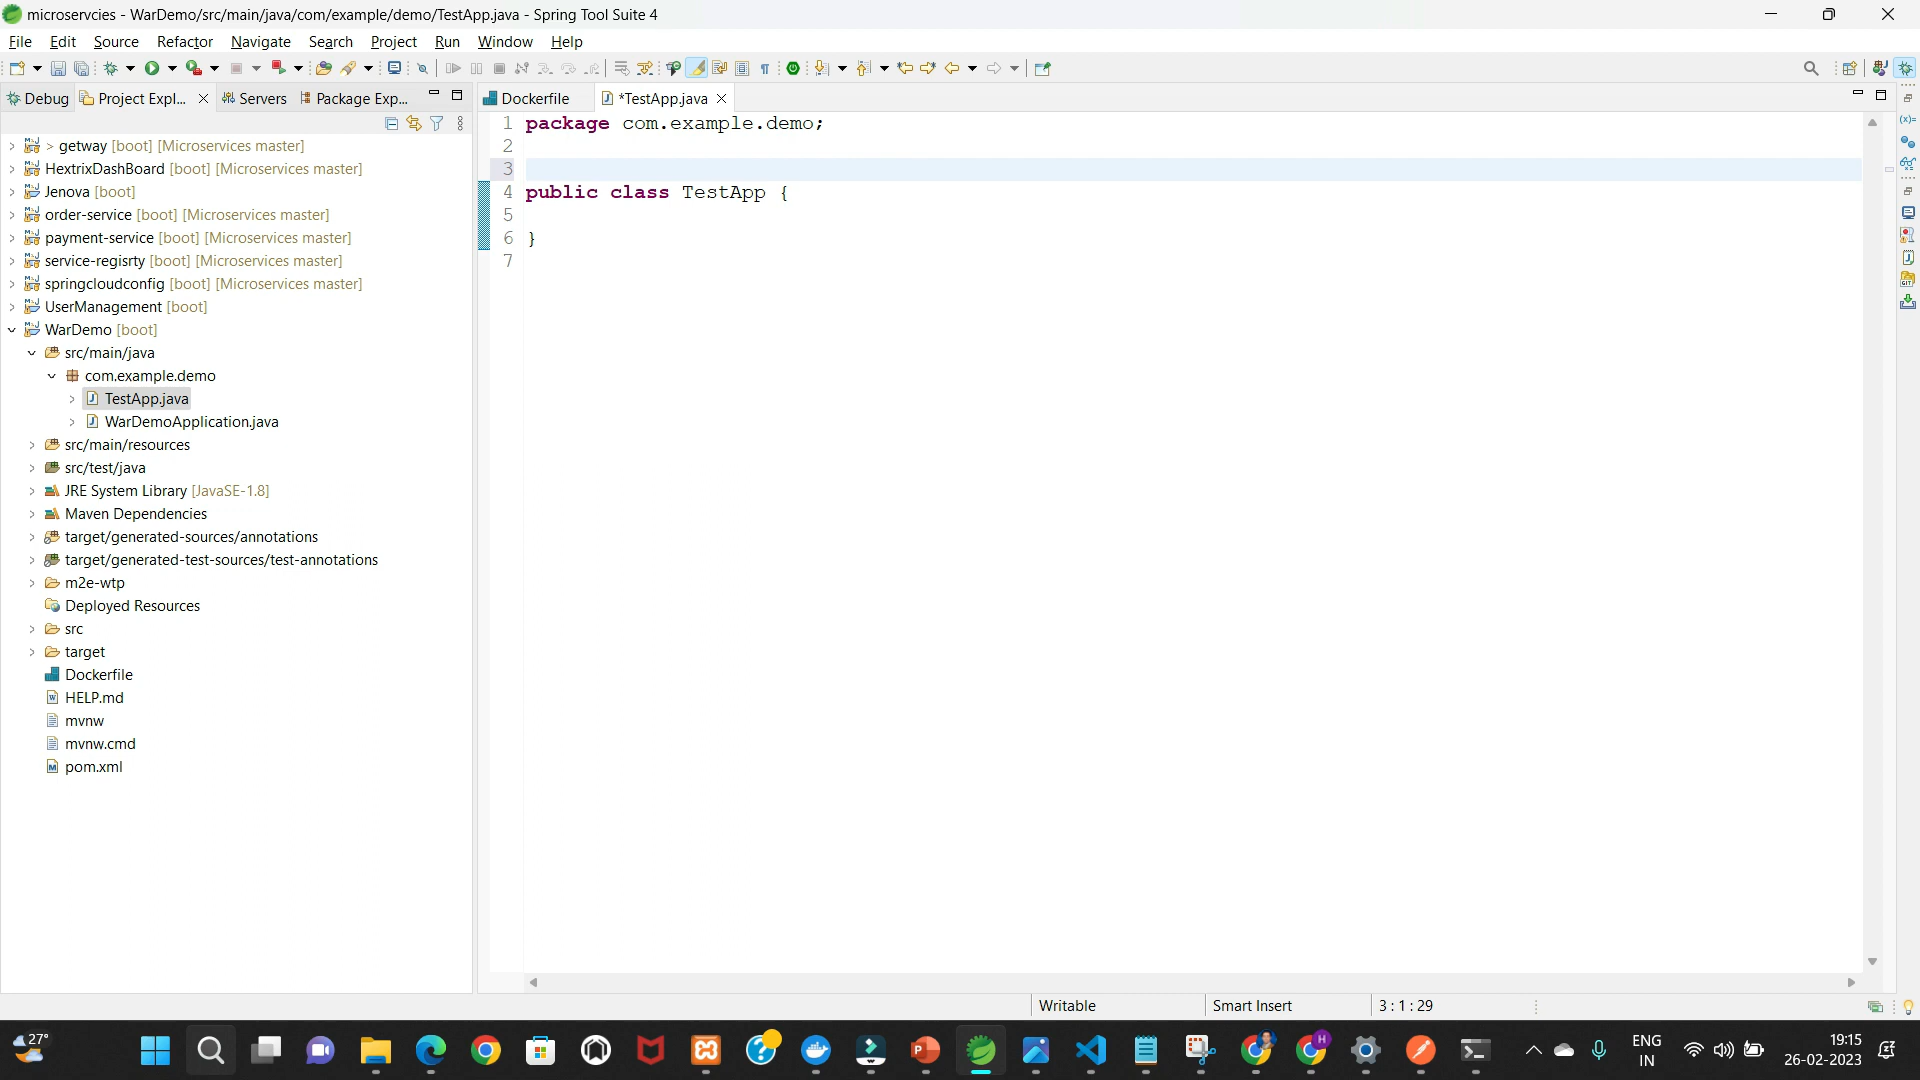 microservcies - WarDemo/src/main/java/com/example/demo/TestApp.java - Spring Tool Suite 4
File Edit Source Refactor Navigate Search Project Run Window Help
Debug Project Expl... Servers Package Exp... Dockerfile *TestApp.java
> getway [boot] [Microservices master]
HextrixDashBoard [boot] [Microservices master]
Jenova [boot]
order-service [boot] [Microservices master]
payment-service [boot] [Microservices master]
service-regisrty [boot] [Microservices master]
springcloudconfig [boot] [Microservices master]
UserManagement [boot]
WarDemo [boot]
src/main/java
com.example.demo
TestApp.java
WarDemoApplication.java
src/main/resources
src/test/java
JRE System Library [JavaSE-1.8]
Maven Dependencies
target/generated-sources/annotations
target/generated-test-sources/test-annotations
m2e-wtp
Deployed Resources
src
target
Dockerfile
HELP.md
mvnw
mvnw.cmd
pom.xml
1 package com.example.demo;
2
3
4 public class TestApp {
5
6 }
7
Writable Smart Insert 3 : 1 : 29
27°
ENG
IN
19:15
26-02-2023